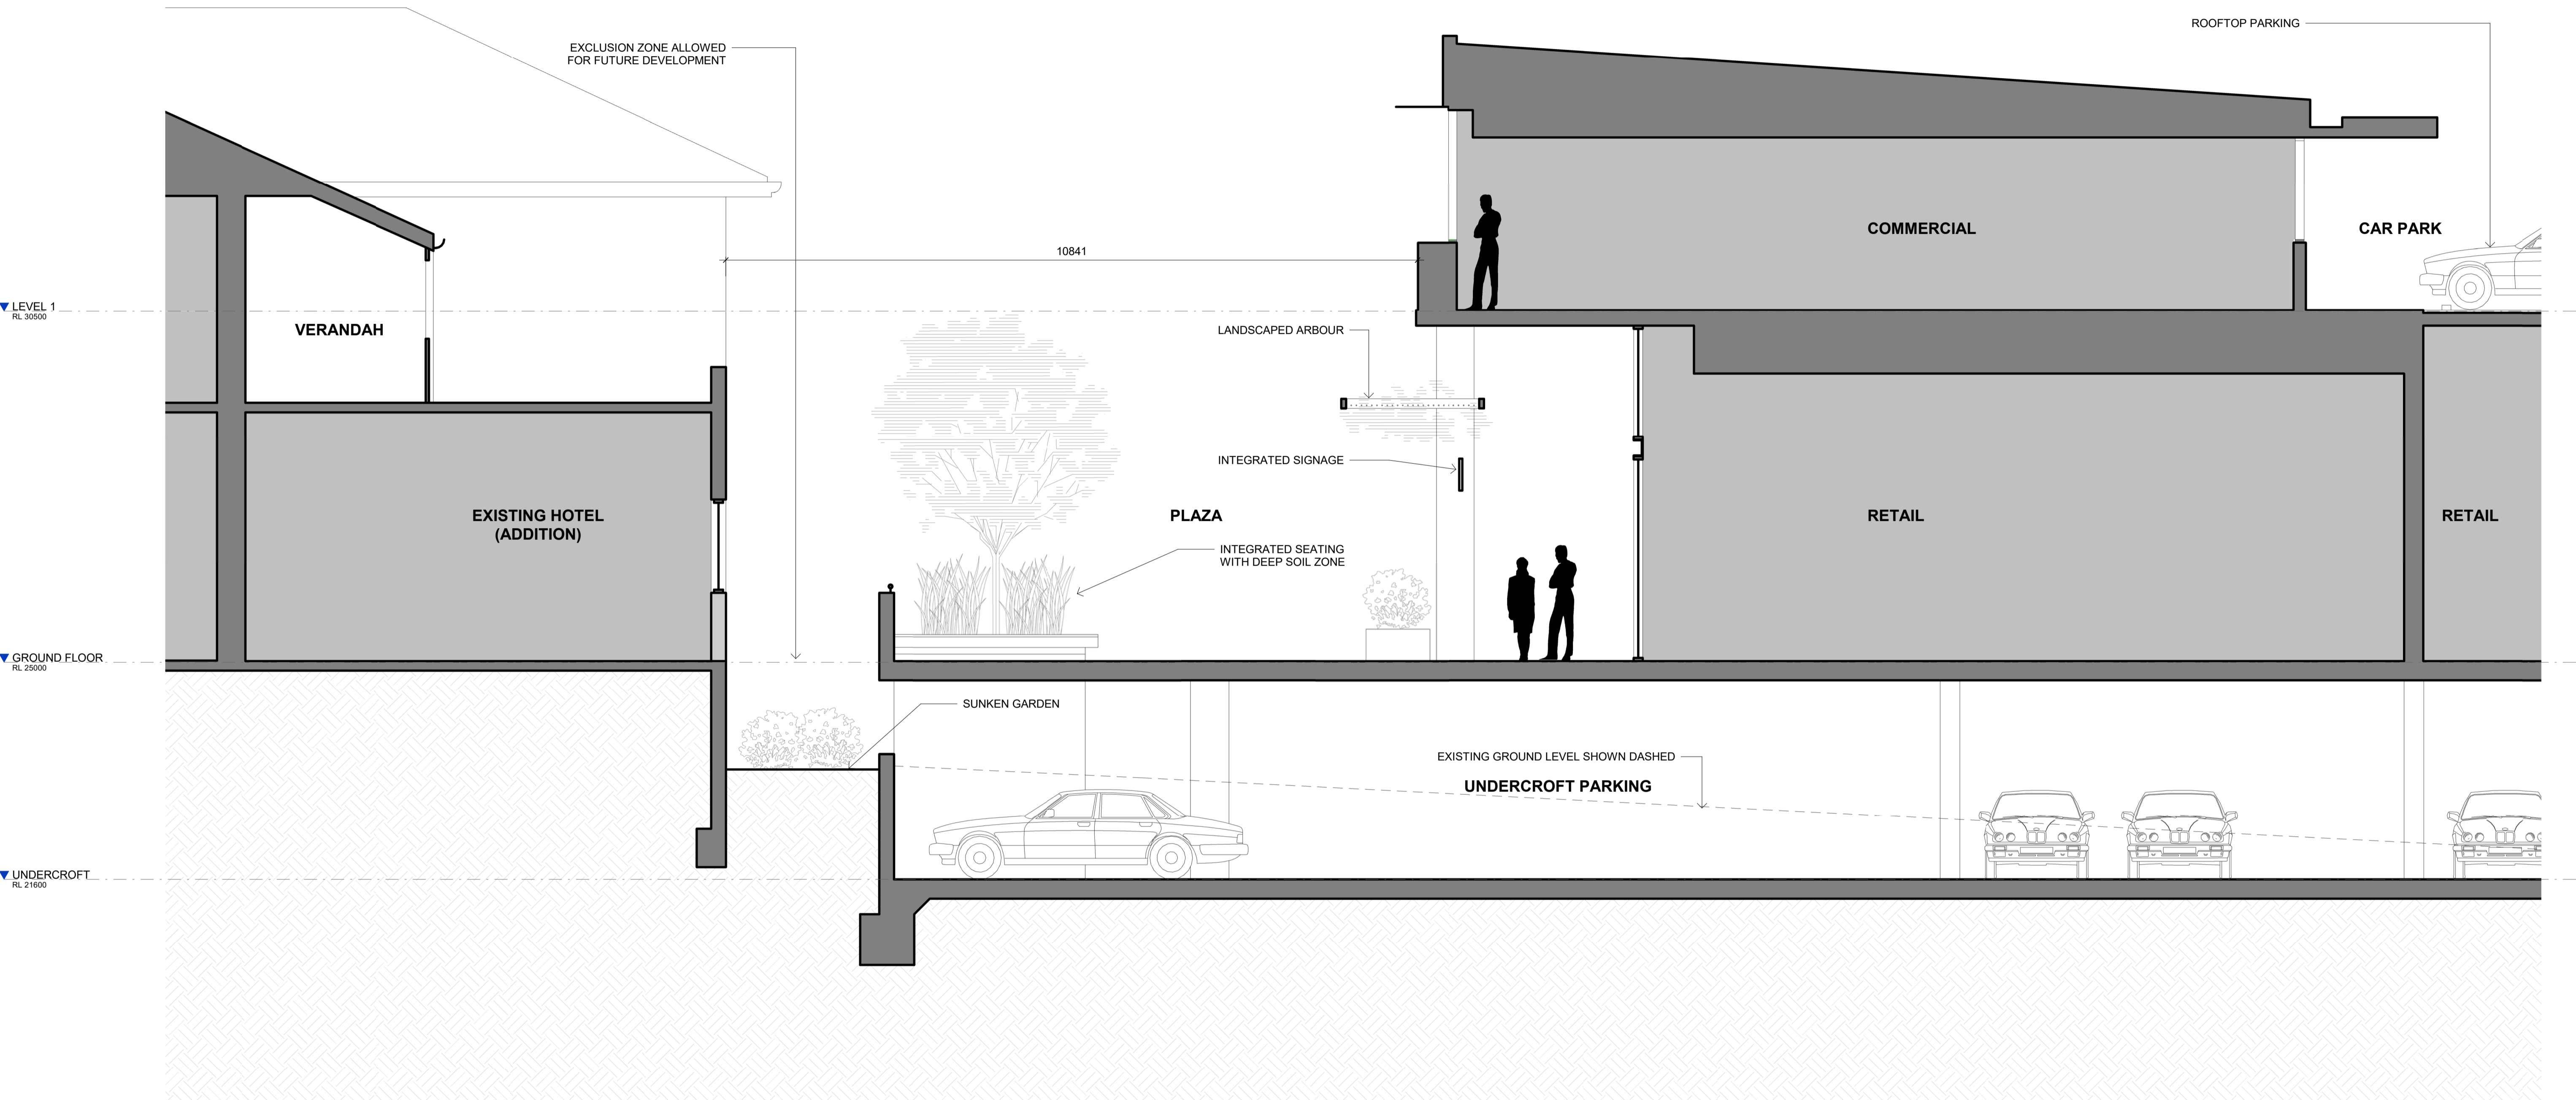 ROOFTOP PARKING
EXCLUSION ZONE ALLOWED
FOR FUTURE DEVELOPMENT
COMMERCIAL
CAR PARK
10841
LEVEL 1
RL 30500
VERANDAH
LANDSCAPED ARBOUR
INTEGRATED SIGNAGE
EXISTING HOTEL
(ADDITION)
PLAZA
RETAIL
RETAIL
INTEGRATED SEATING
WITH DEEP SOIL ZONE
GROUND FLOOR
RL 25000
SUNKEN GARDEN
EXISTING GROUND LEVEL SHOWN DASHED
UNDERCROFT PARKING
UNDERCROFT
RL 21600